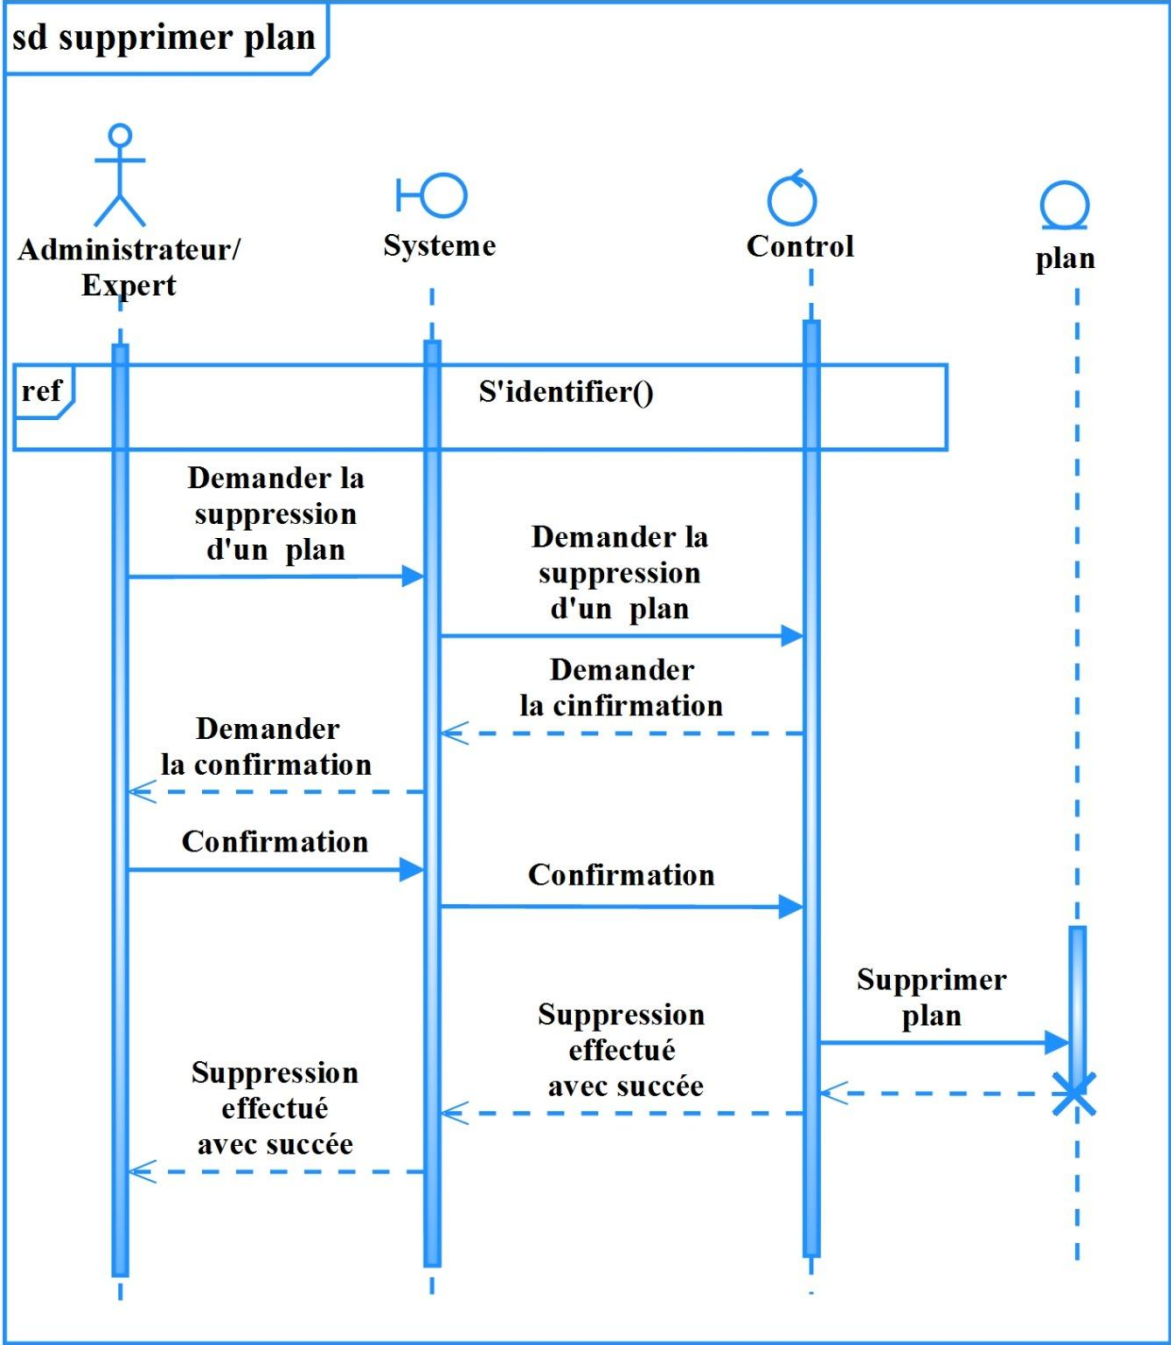 sd supprimer plan
Administrateur/
Expert
Systeme
Control
plan
ref
S'identifier()
Demander la
suppression
d'un  plan
Demander la
suppression
d'un  plan
Demander
la cinfirmation
Demander
la confirmation
Confirmation
Confirmation
Supprimer
plan
Suppression
effectué
avec succée
Suppression
effectué
avec succée